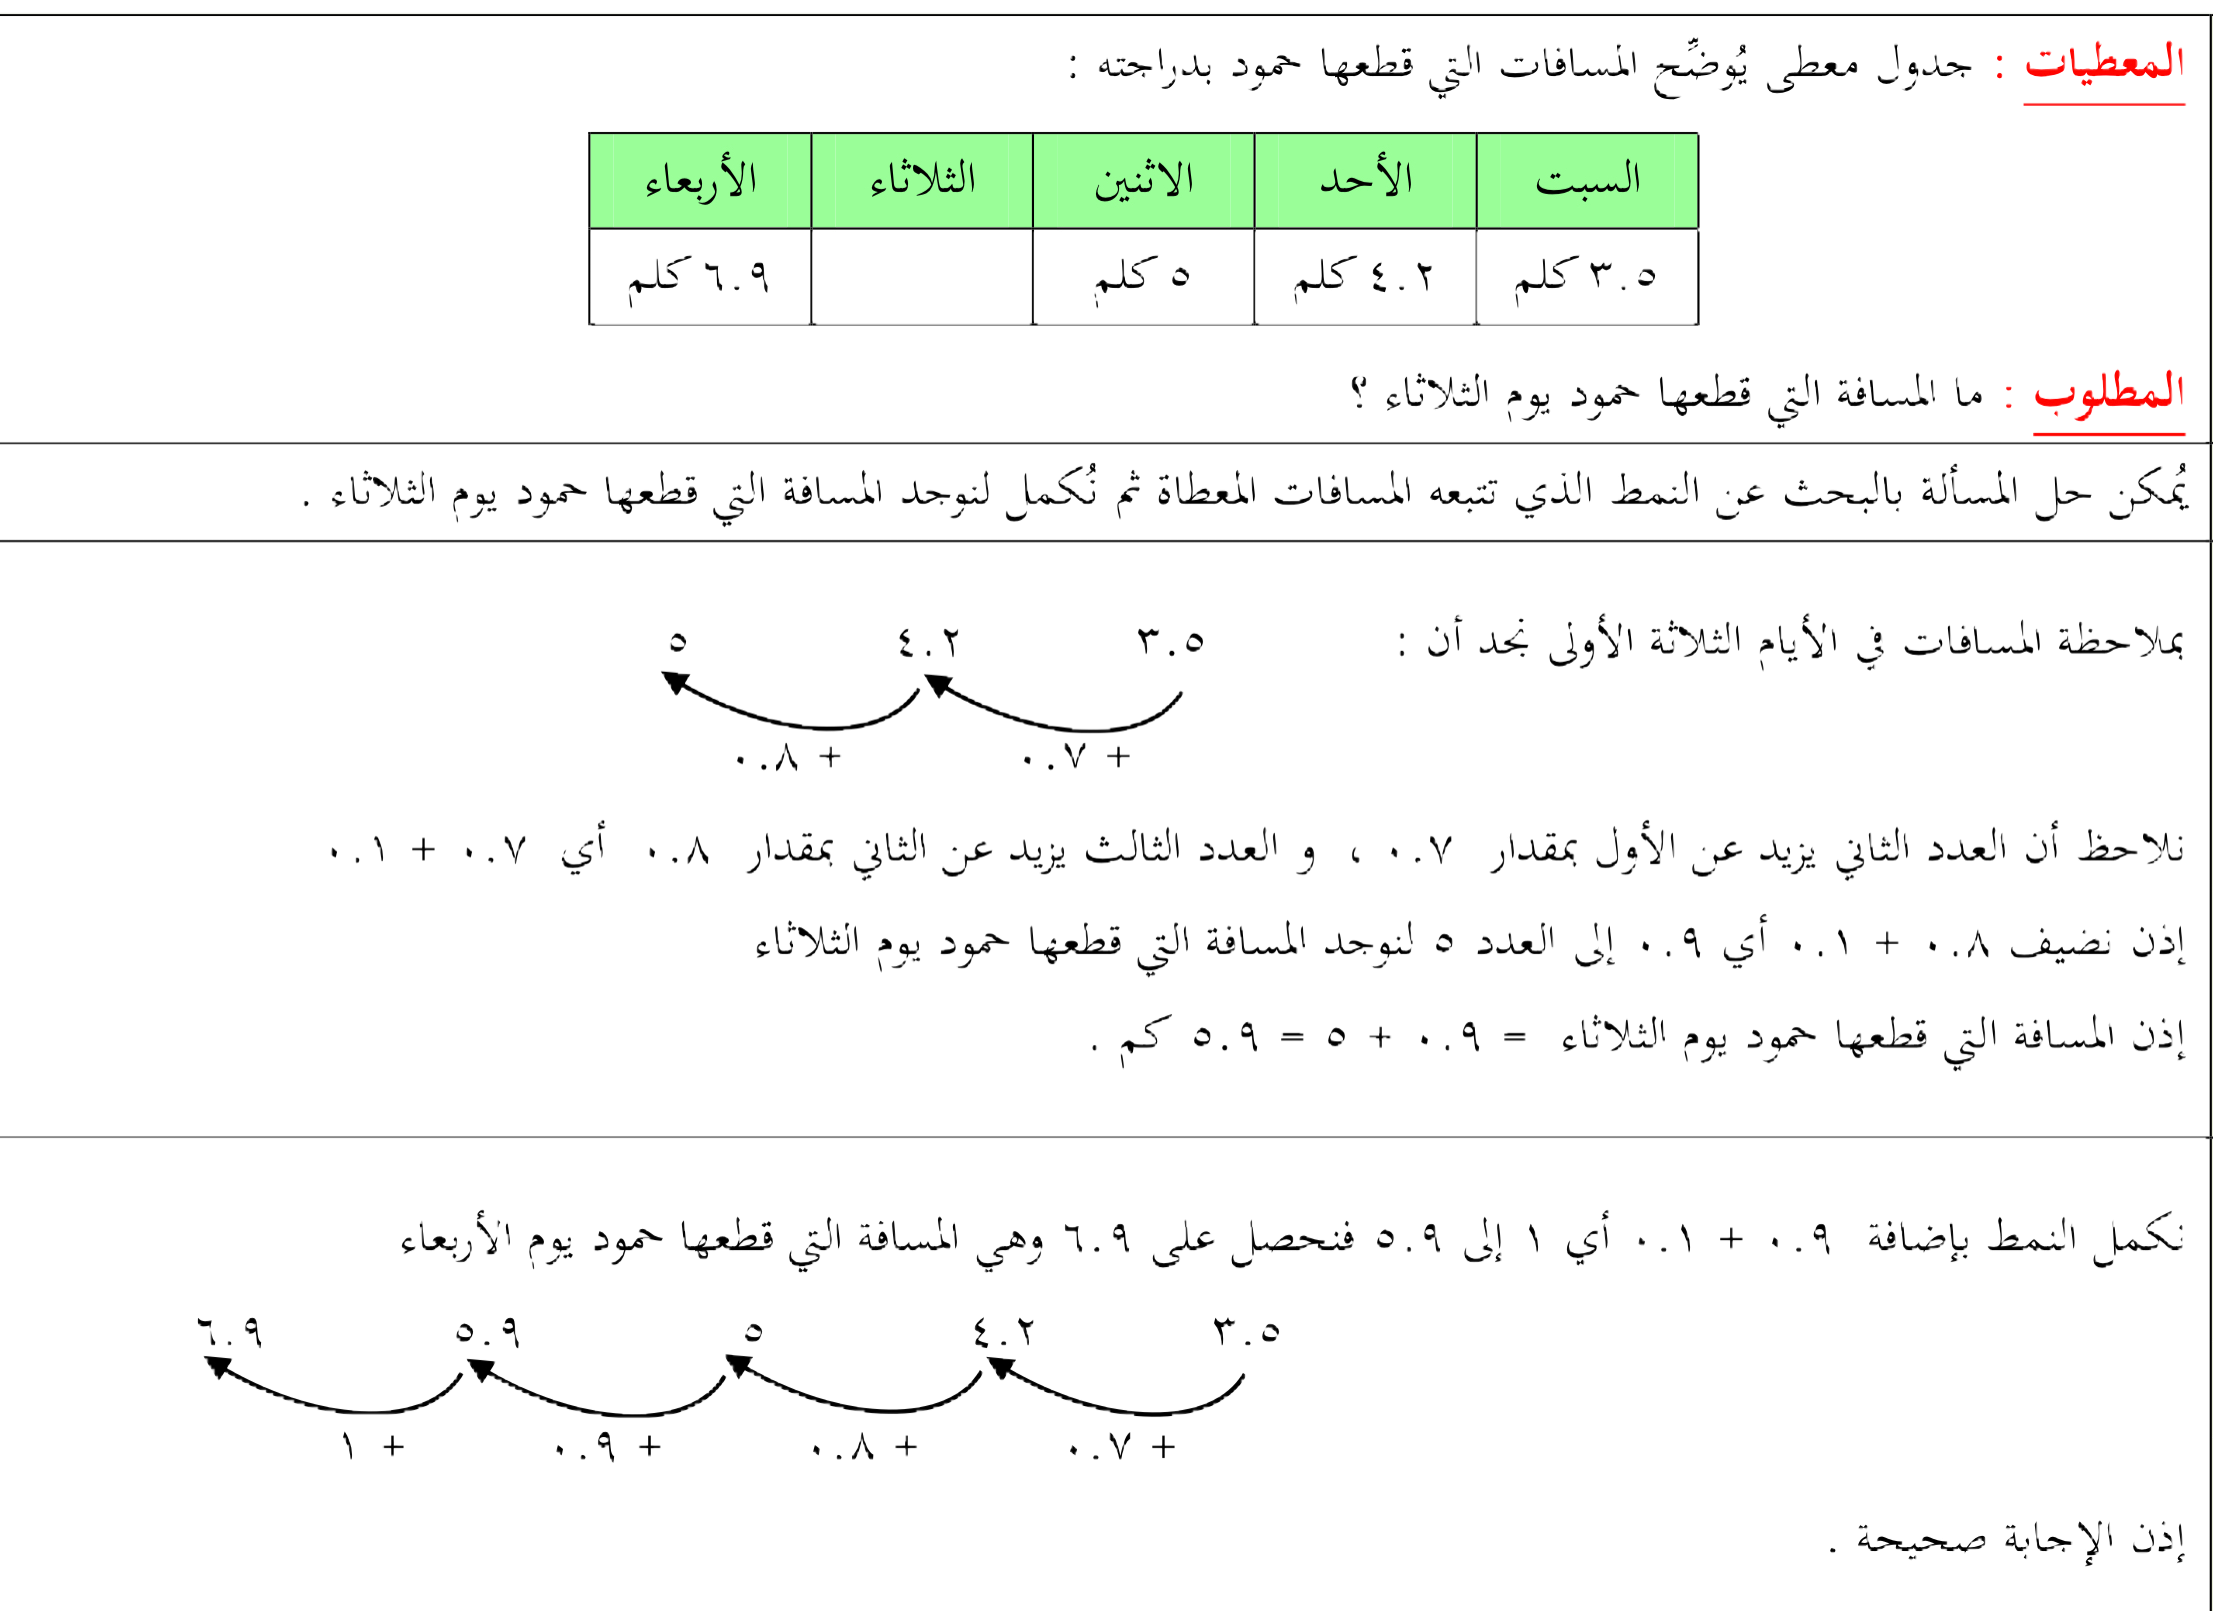 المعطيات : جدول معطى يُوضِّح المسافات التي قطعها حمود بدراجته :
السبت الأحد الاثنين الثلاثاء الأربعاء
٣.٥ كلم ٤.٢ كلم ٥ كلم ٦.٩ كلم
المطلوب : ما المسافة التي قطعها حمود يوم الثلاثاء ؟
يُمكن حل المسألة بالبحث عن النمط الذي تتبعه المسافات المعطاة ثم نُكمل لنوجد المسافة التي قطعها حمود يوم الثلاثاء .
بملاحظة المسافات في الأيام الثلاثة الأولى نجد أن : ٣.٥ ٤.٢ ٥
+ ٠.٧ + ٠.٨
نلاحظ أن العدد الثاني يزيد عن الأول بمقدار ٠.٧ ، و العدد الثالث يزيد عن الثاني بمقدار ٠.٨ أي ٠.٧ + ٠.١
إذن نضيف ٠.٨ + ٠.١ أي ٠.٩ إلى العدد ٥ لنوجد المسافة التي قطعها حمود يوم الثلاثاء
إذن المسافة التي قطعها حمود يوم الثلاثاء = ٠.٩ + ٥ = ٥.٩ كم .
نكمل النمط بإضافة ٠.٩ + ٠.١ أي ١ إلى ٥.٩ فنحصل على ٦.٩ وهي المسافة التي قطعها حمود يوم الأربعاء
٣.٥ ٤.٢ ٥ ٥.٩ ٦.٩
+ ٠.٧ + ٠.٨ + ٠.٩ + ١
إذن الإجابة صحيحة .